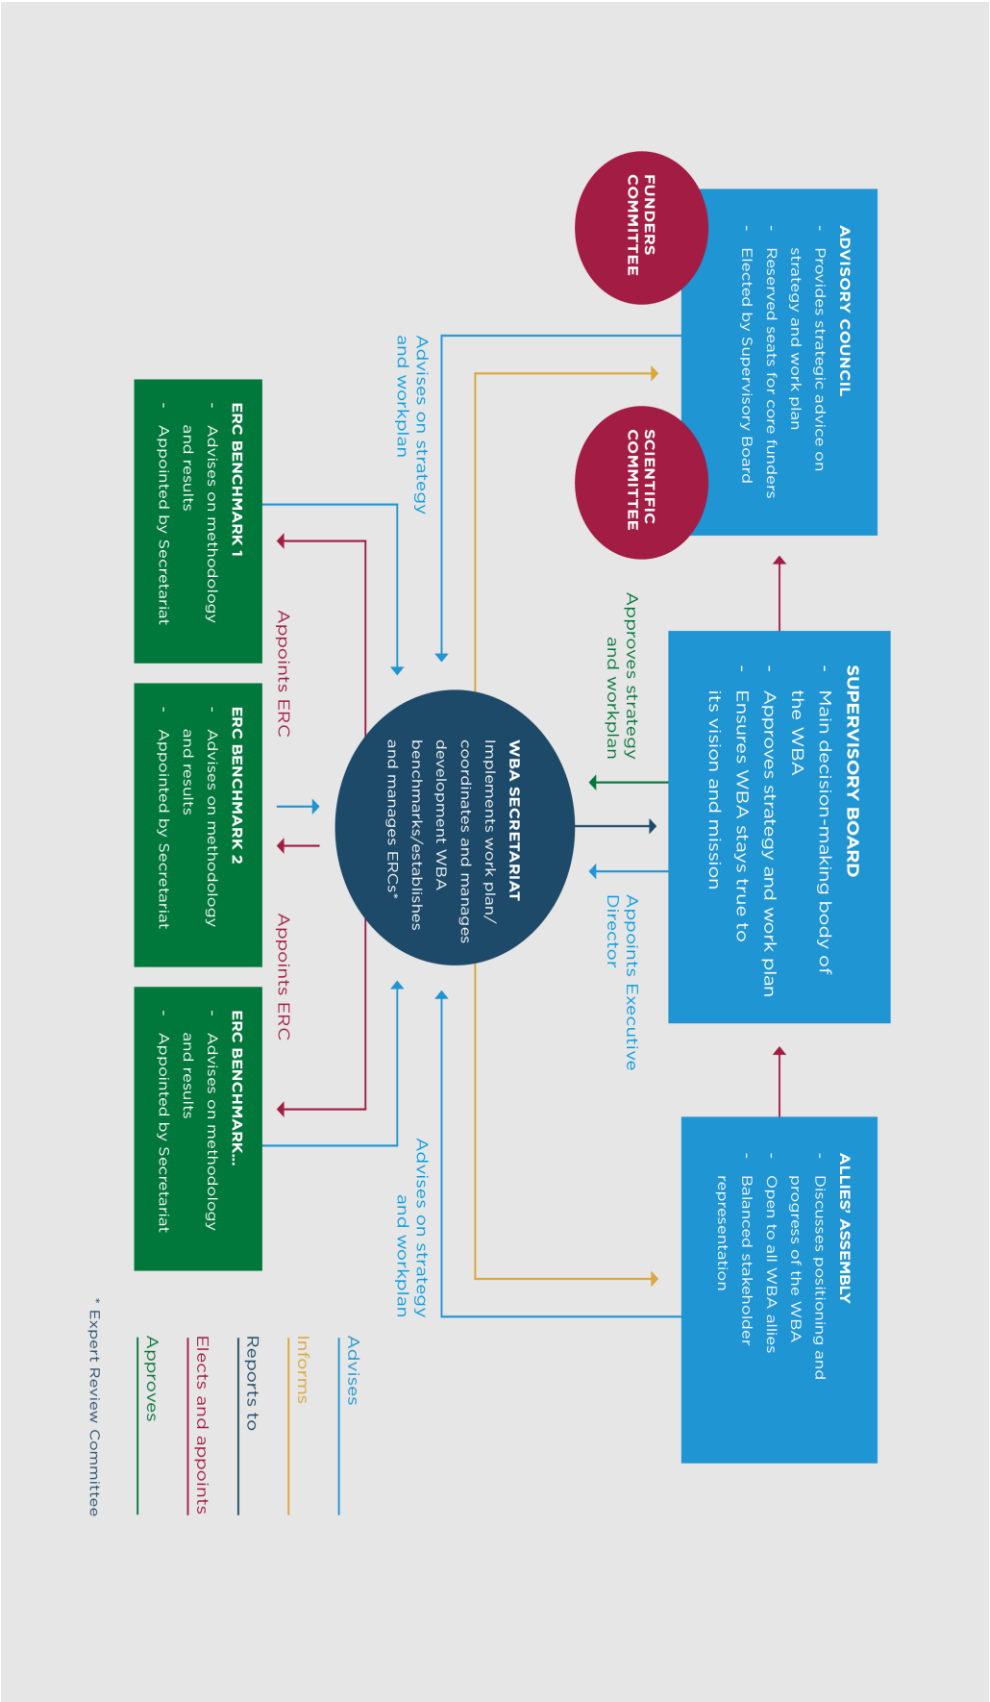 ADVISORY COUNCIL
- Provides strategic advice on
strategy and work plan
- Reserved seats for core funders
- Elected by Supervisory Board
FUNDERS
COMMITTEE
SCIENTIFIC
COMMITTEE
SUPERVISORY BOARD
- Main decision-making body of
the WBA
- Approves strategy and work plan
- Ensures WBA stays true to
its vision and mission
ALLIES' ASSEMBLY
- Discusses positioning and
progress of the WBA
- Open to all WBA allies
- Balanced stakeholder
representation
Advises on strategy
and workplan
Approves strategy
and workplan
Appoints Executive
Director
Advises on strategy
and workplan
WBA SECRETARIAT
Implements work plan/
coordinates and manages
development WBA
benchmarks/establishes
and manages ERCs*
Appoints ERC
Appoints ERC
ERC BENCHMARK 1
- Advises on methodology
and results
- Appointed by Secretariat
ERC BENCHMARK 2
- Advises on methodology
and results
- Appointed by Secretariat
ERC BENCHMARK...
- Advises on methodology
and results
- Appointed by Secretariat
Advises
Informs
Reports to
Elects and appoints
Approves
* Expert Review Committee